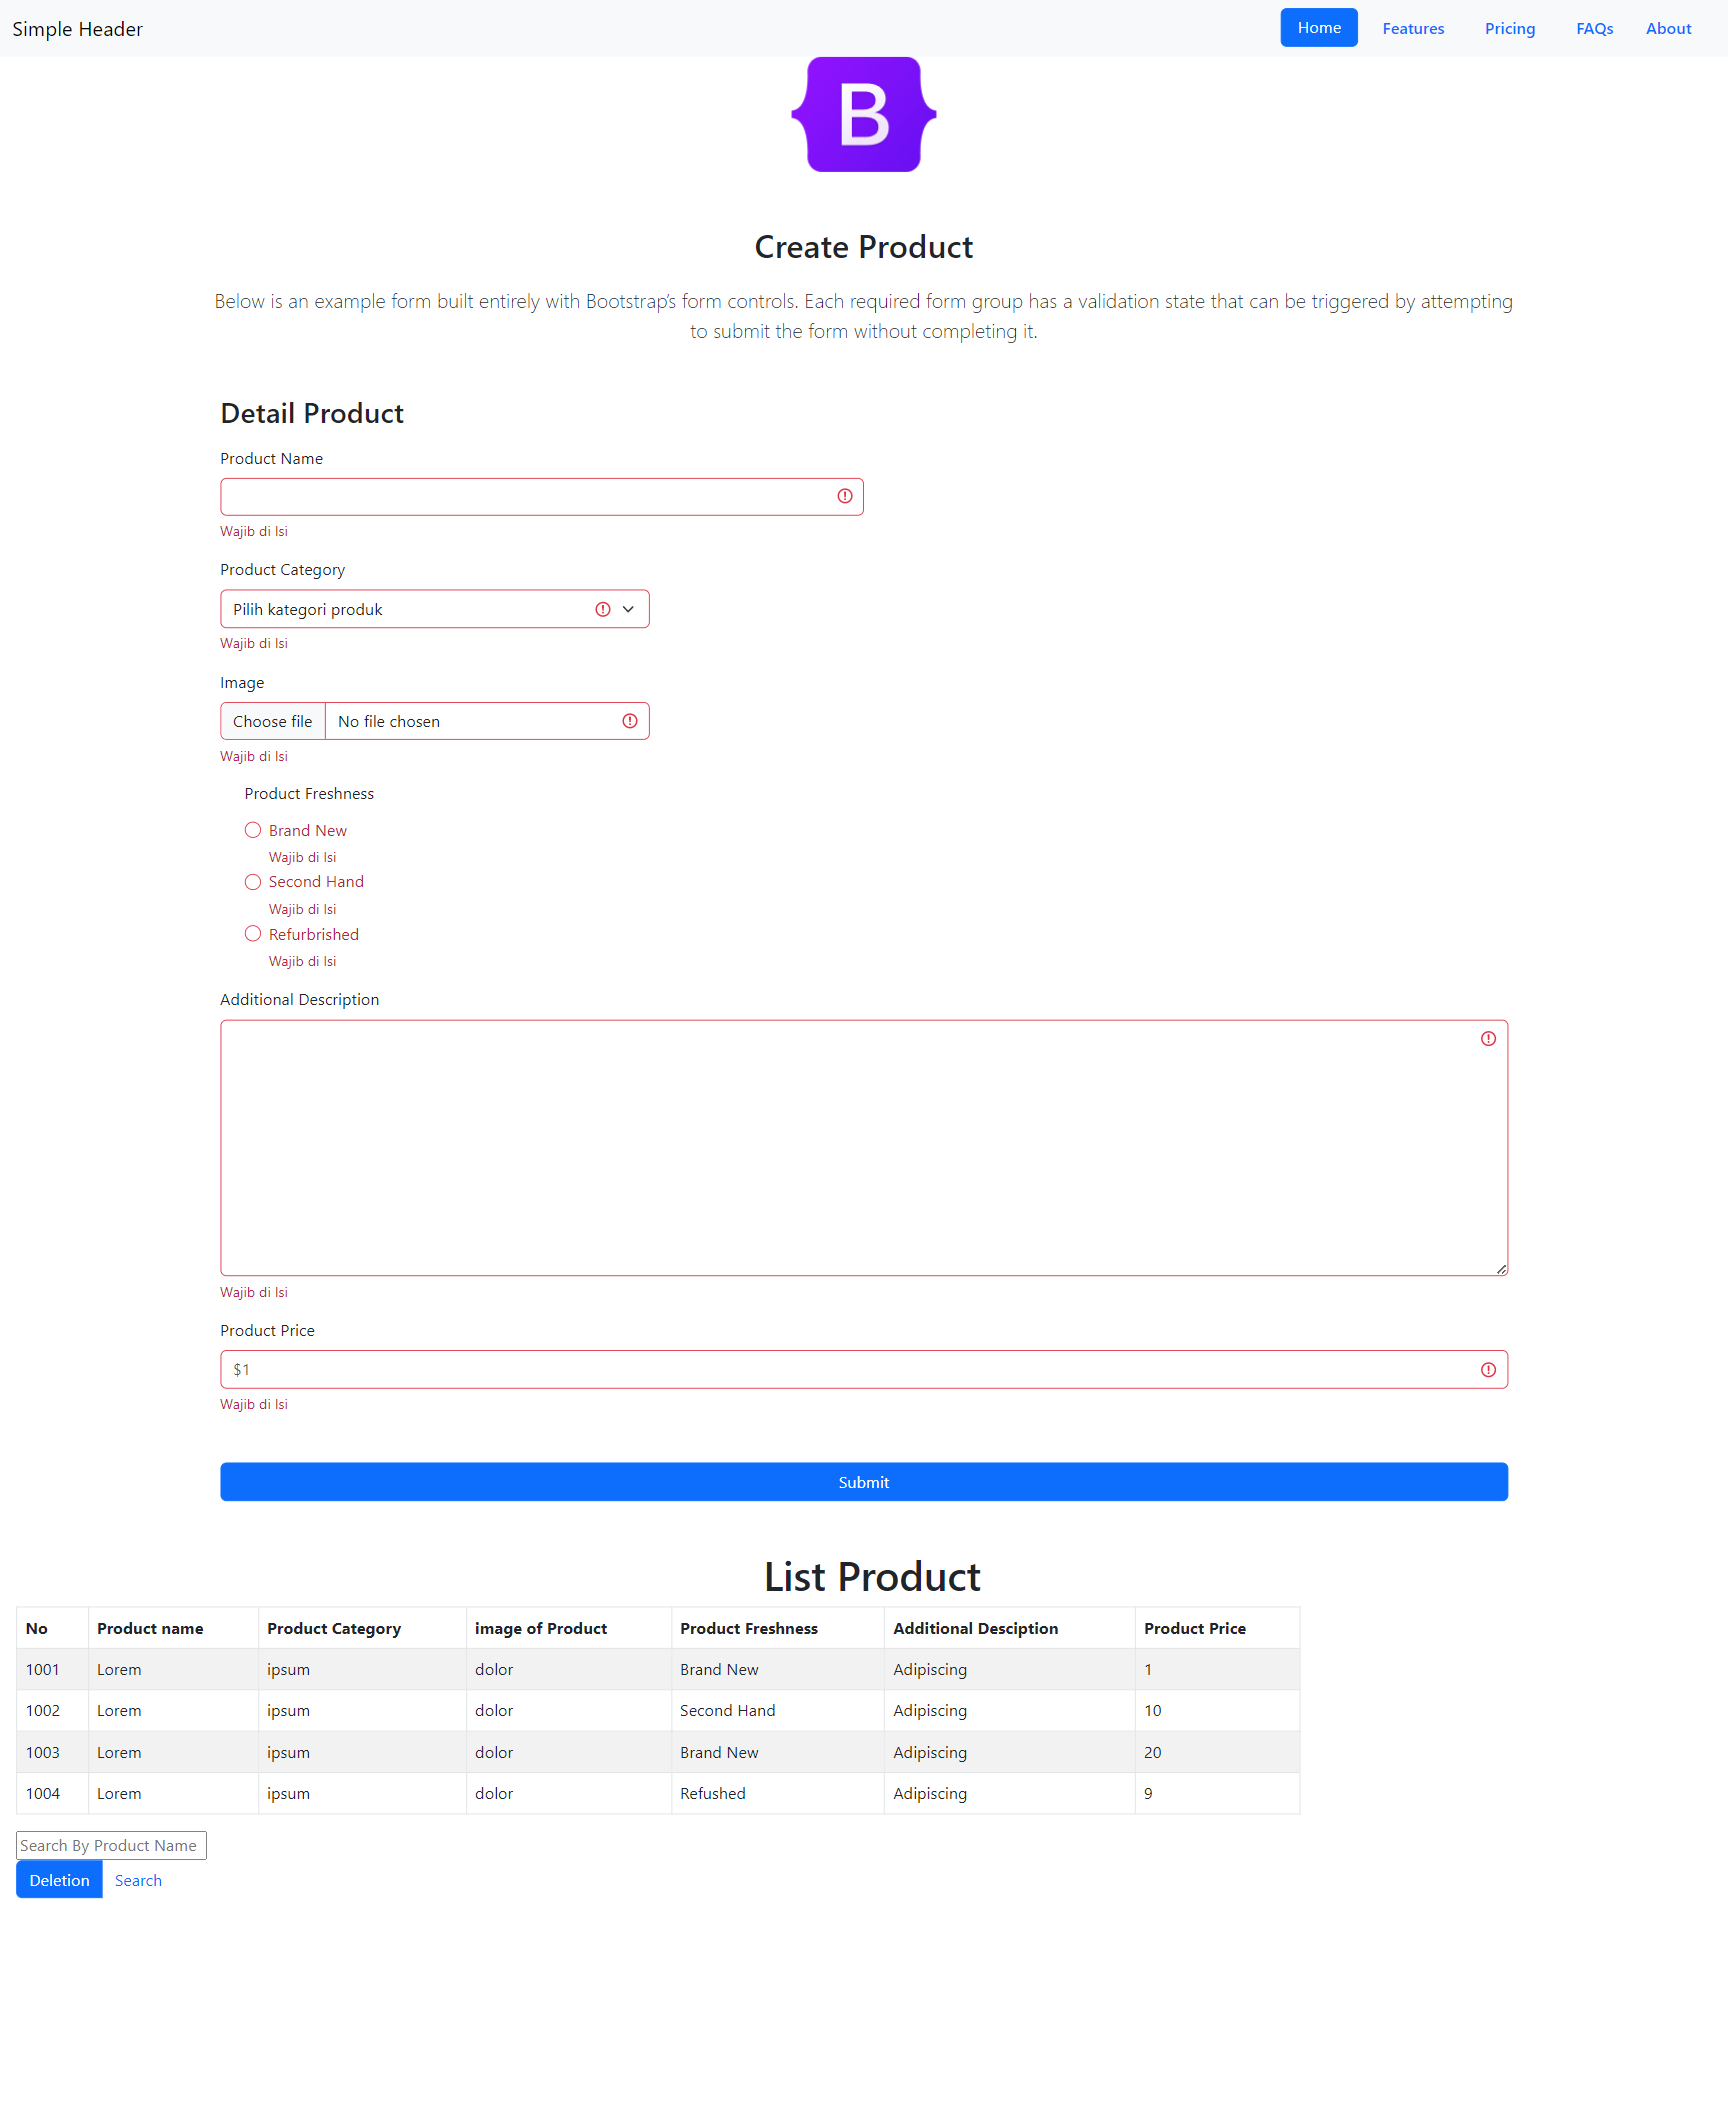 Simple Header
Home Features Pricing FAQs About
B
Create Product
Below is an example form built entirely with Bootstrap's form controls. Each required form group has a validation state that can be triggered by attempting
to submit the form without completing it.
Detail Product
Product Name
Wajib di Isi
Product Category
Pilih kategori produk
Wajib di Isi
Image
Choose file No file chosen
Wajib di Isi
Product Freshness
Brand New
Wajib di Isi
Second Hand
Wajib di Isi
Refurbrished
Wajib di Isi
Additional Description
Wajib di Isi
Product Price
$1
Wajib di Isi
Submit
List Product
No Product name Product Category image of Product Product Freshness Additional Desciption Product Price
1001 Lorem ipsum dolor Brand New Adipiscing 1
1002 Lorem ipsum dolor Second Hand Adipiscing 10
1003 Lorem ipsum dolor Brand New Adipiscing 20
1004 Lorem ipsum dolor Refushed Adipiscing 9
Search By Product Name
Deletion Search